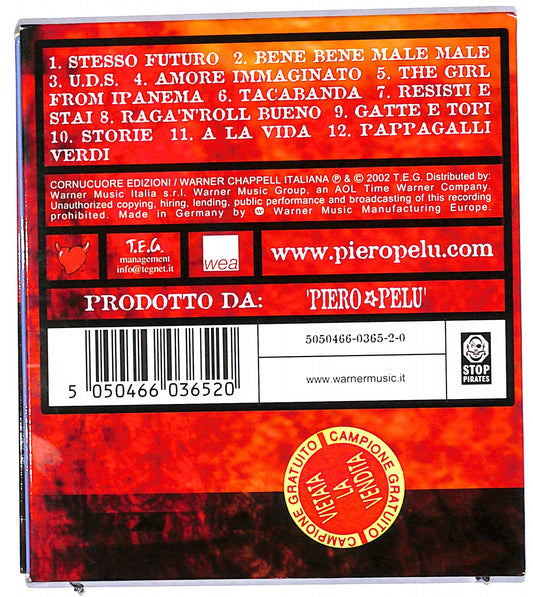 1. STESSO FUTURO 2. BENE BENE MALE MALE
3. U.D.S. 4. AMORE IMMAGINATO 5. THE GIRL
FROM IPANEMA 6. TACABANDA 7. RESISTI E
STAI 8. RAGA'N'ROLL BUENO 9. GATTE E TOPI
10. STORIE 11. A LA VIDA 12. PAPPAGALLI
VERDI
CORNUCUORE EDIZIONI / WARNER CHAPPELL ITALIANA ℗ & © 2002 T.E.G. Distributed by:
Warner Music Italia s.r.l. Warner Music Group, an AOL Time Warner Company.
Unauthorized copying, hiring, lending, public performance and broadcasting of this recording
prohibited. Made in Germany by Warner Music Manufacturing Europe.
T.E.G.
management
info@tegnet.it
wea
www.pieropelu.com
PRODOTTO DA: 'PIERO☆PELU'
5 050466 036520
5050466-0365-2-0
www.warnermusic.it
STOP
PIRATES
CAMPIONE GRATUITO
CAMPIONE GRATUITO
VIETATA
LA
VENDITA